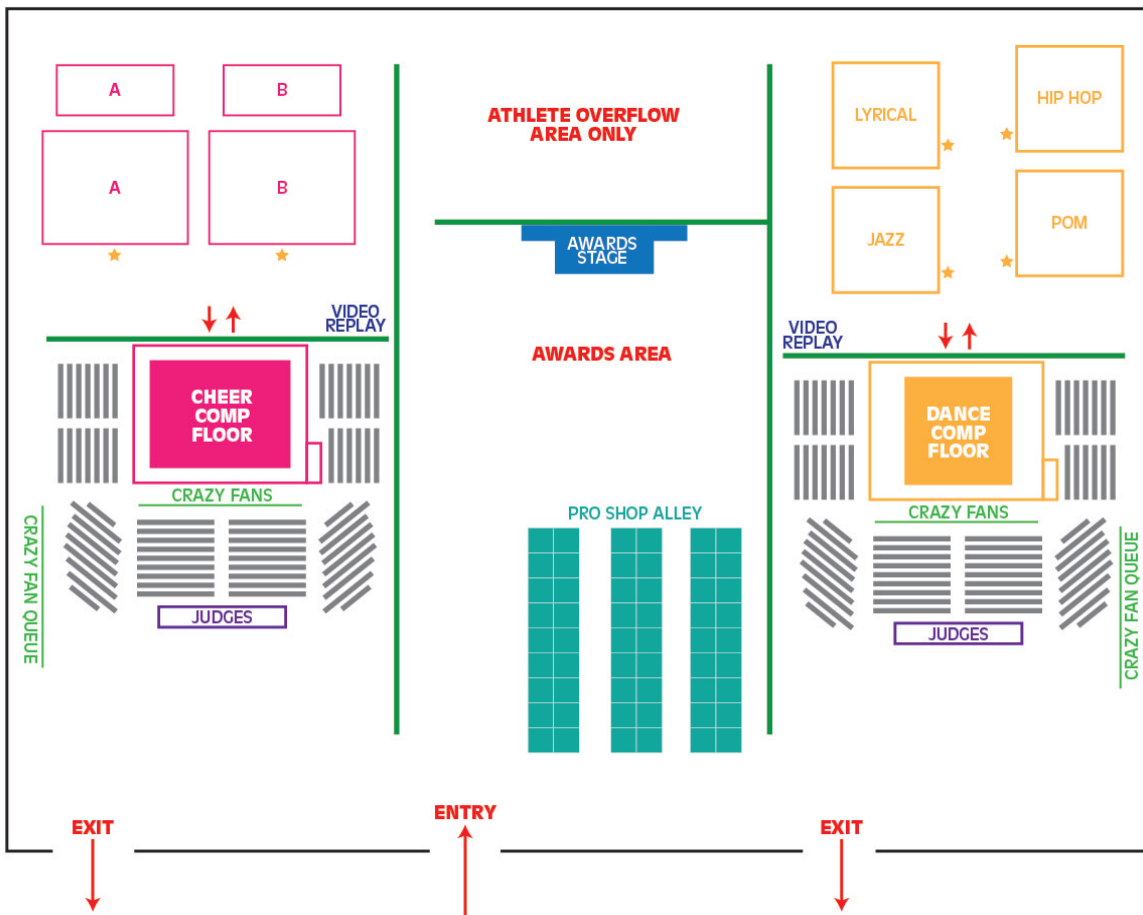 A
B
A
B
ATHLETE OVERFLOW
AREA ONLY
LYRICAL
HIP HOP
JAZZ
POM
AWARDS
STAGE
VIDEO
REPLAY
AWARDS AREA
VIDEO
REPLAY
CHEER
COMP
FLOOR
DANCE
COMP
FLOOR
CRAZY FANS
CRAZY FAN QUEUE
JUDGES
PRO SHOP ALLEY
CRAZY FANS
CRAZY FAN QUEUE
JUDGES
EXIT
ENTRY
EXIT